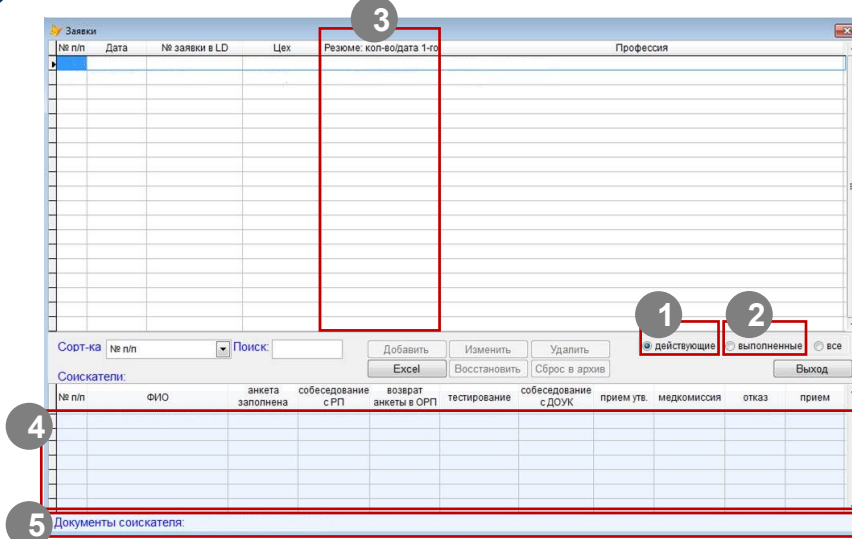 3
Заявки
№ п/п Дата № заявки в LD Цех Резюме: кол-во/дата 1-го Профессия
1 2
Сорт-ка № п/п Поиск: Добавить Изменить Удалить действующие выполненные все
Excel Восстановить Сброс в архив Выход
Соискатели:
№ п/п ФИО анкета заполнена собеседование с РП возврат анкеты в ОРП тестирование собеседование с ДОУК прием утв. медкомиссия отказ прием
4
5 Документы соискателя: